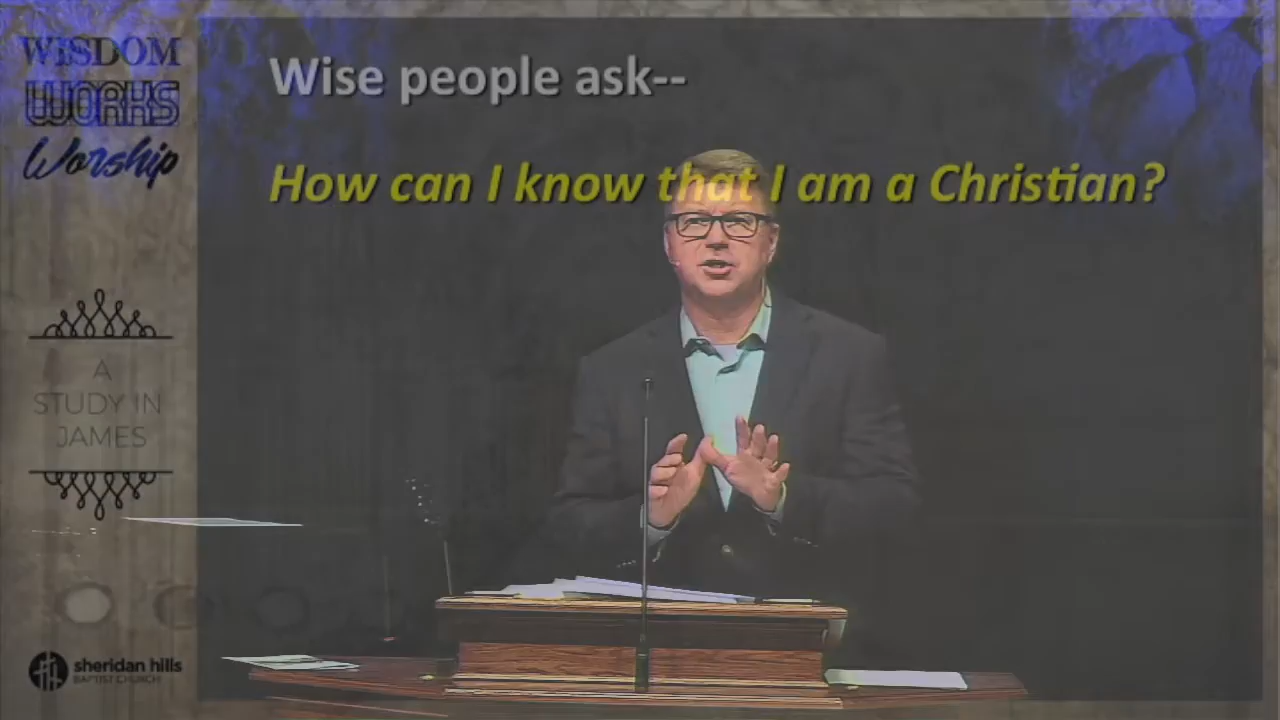 WISDOM
WORKS
Worship
Wise people ask--
How can I know that I am a Christian?
A
STUDY IN
JAMES
sheridan hills
BAPTIST CHURCH